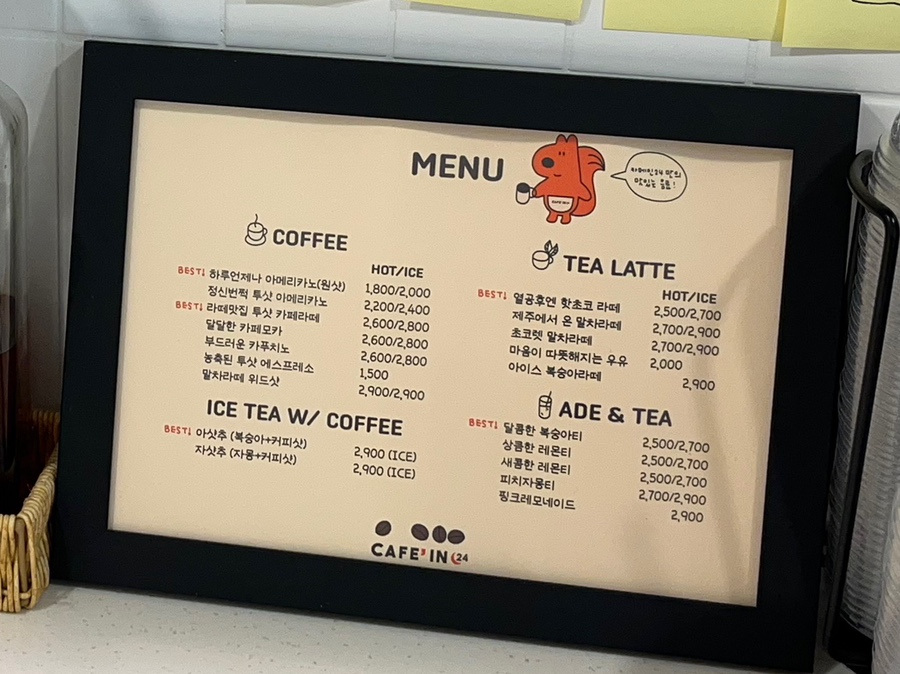 MENU
카페인24 만의
맛있는 음료!
COFFEE
HOT/ICE
BEST! 하루언제나 아메리카노(원샷) 1,800/2,000
정신번쩍 투샷 아메리카노 2,200/2,400
BEST! 라떼맛집 투샷 카페라떼 2,600/2,800
달달한 카페모카 2,600/2,800
부드러운 카푸치노 2,600/2,800
농축된 투샷 에스프레소 1,500
말차라떼 위드샷 2,900/2,900
ICE TEA W/ COFFEE
BEST! 아샷추 (복숭아+커피샷) 2,900 (ICE)
자샷추 (자몽+커피샷) 2,900 (ICE)
TEA LATTE
HOT/ICE
BEST! 열공후엔 핫초코 라떼 2,500/2,700
제주에서 온 말차라떼 2,700/2,900
초코렛 말차라떼 2,700/2,900
마음이 따뜻해지는 우유 2,000
아이스 복숭아라떼 2,900
ADE & TEA
BEST! 달콤한 복숭아티 2,500/2,700
상큼한 레몬티 2,500/2,700
새콤한 레몬티 2,500/2,700
피치자몽티 2,700/2,900
핑크레모네이드 2,900
CAFE'IN 24